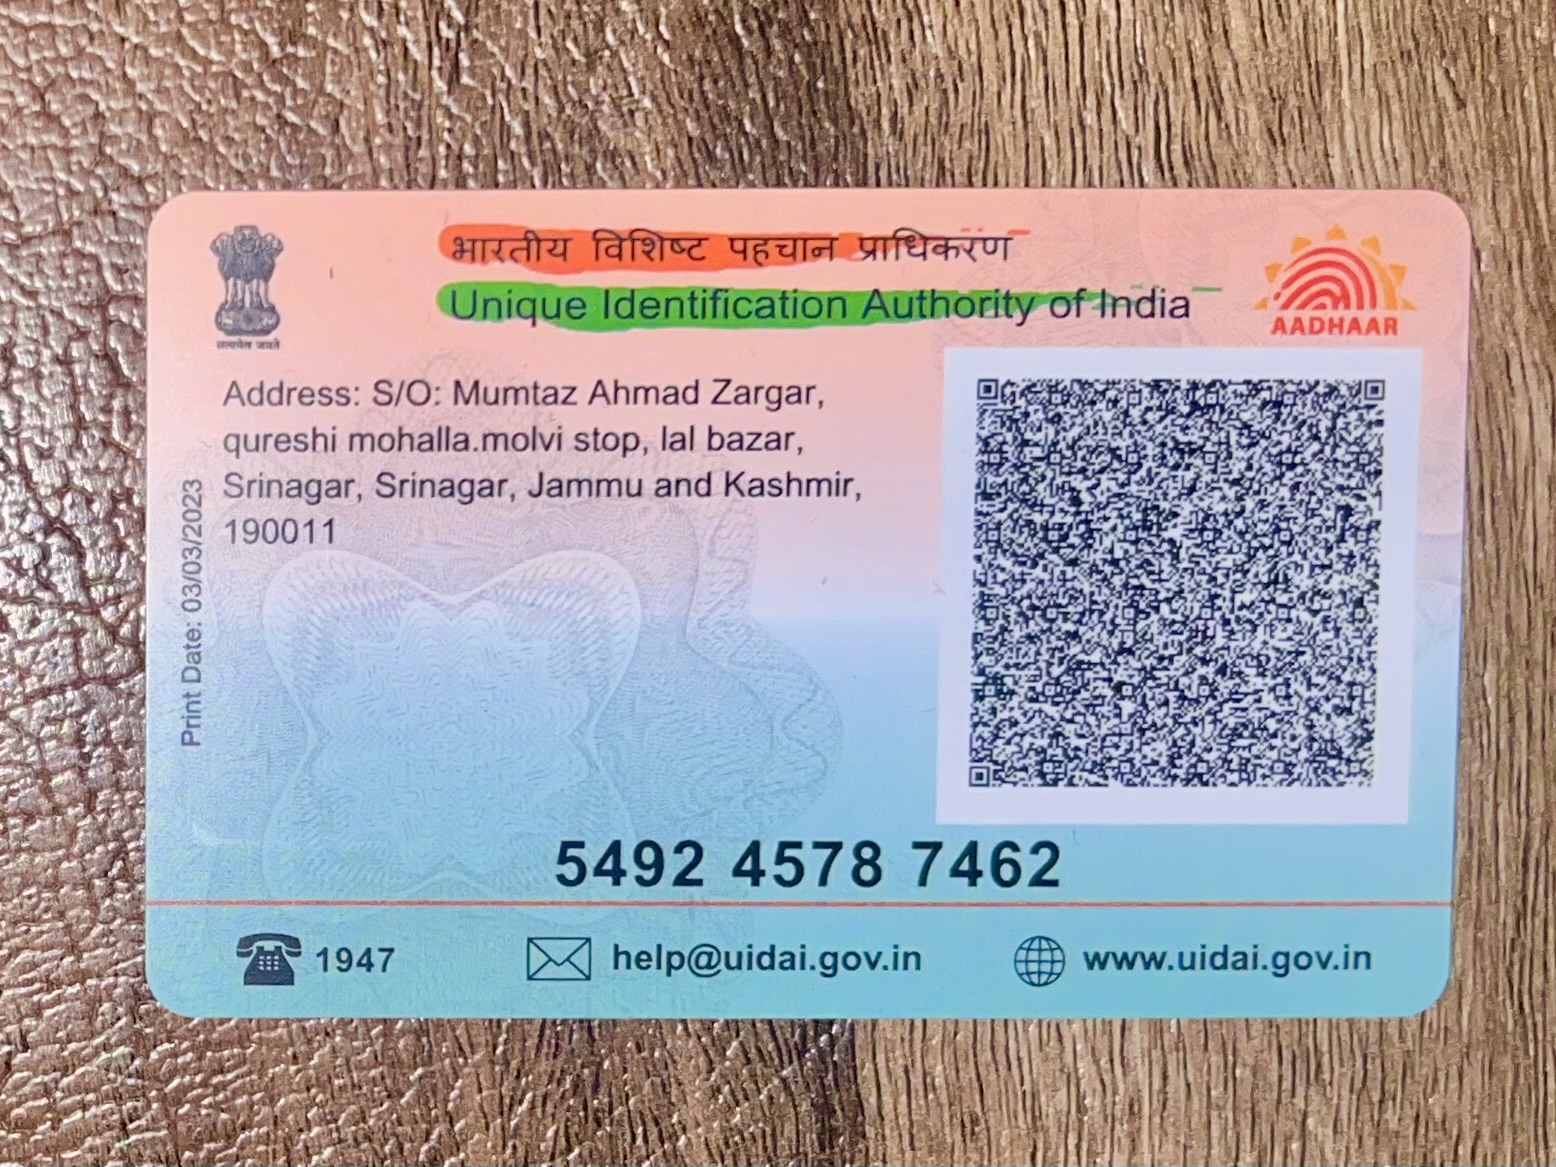 भारतीय विशिष्ट पहचान प्राधिकरण
Unique Identification Authority of India
सत्यमेव जयते
AADHAAR
Address: S/O: Mumtaz Ahmad Zargar,
qureshi mohalla.molvi stop, lal bazar,
Srinagar, Srinagar, Jammu and Kashmir,
190011
Print Date: 03/03/2023
5492 4578 7462
1947
help@uidai.gov.in
www.uidai.gov.in